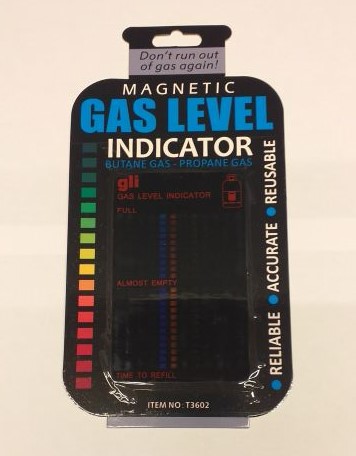 Don't run out
of gas again!
MAGNETIC
GAS LEVEL
INDICATOR
BUTANE GAS - PROPANE GAS
gli
GAS LEVEL INDICATOR
FULL
ALMOST EMPTY
TIME TO REFILL
RELIABLE • ACCURATE • REUSABLE
ITEM NO: T3602